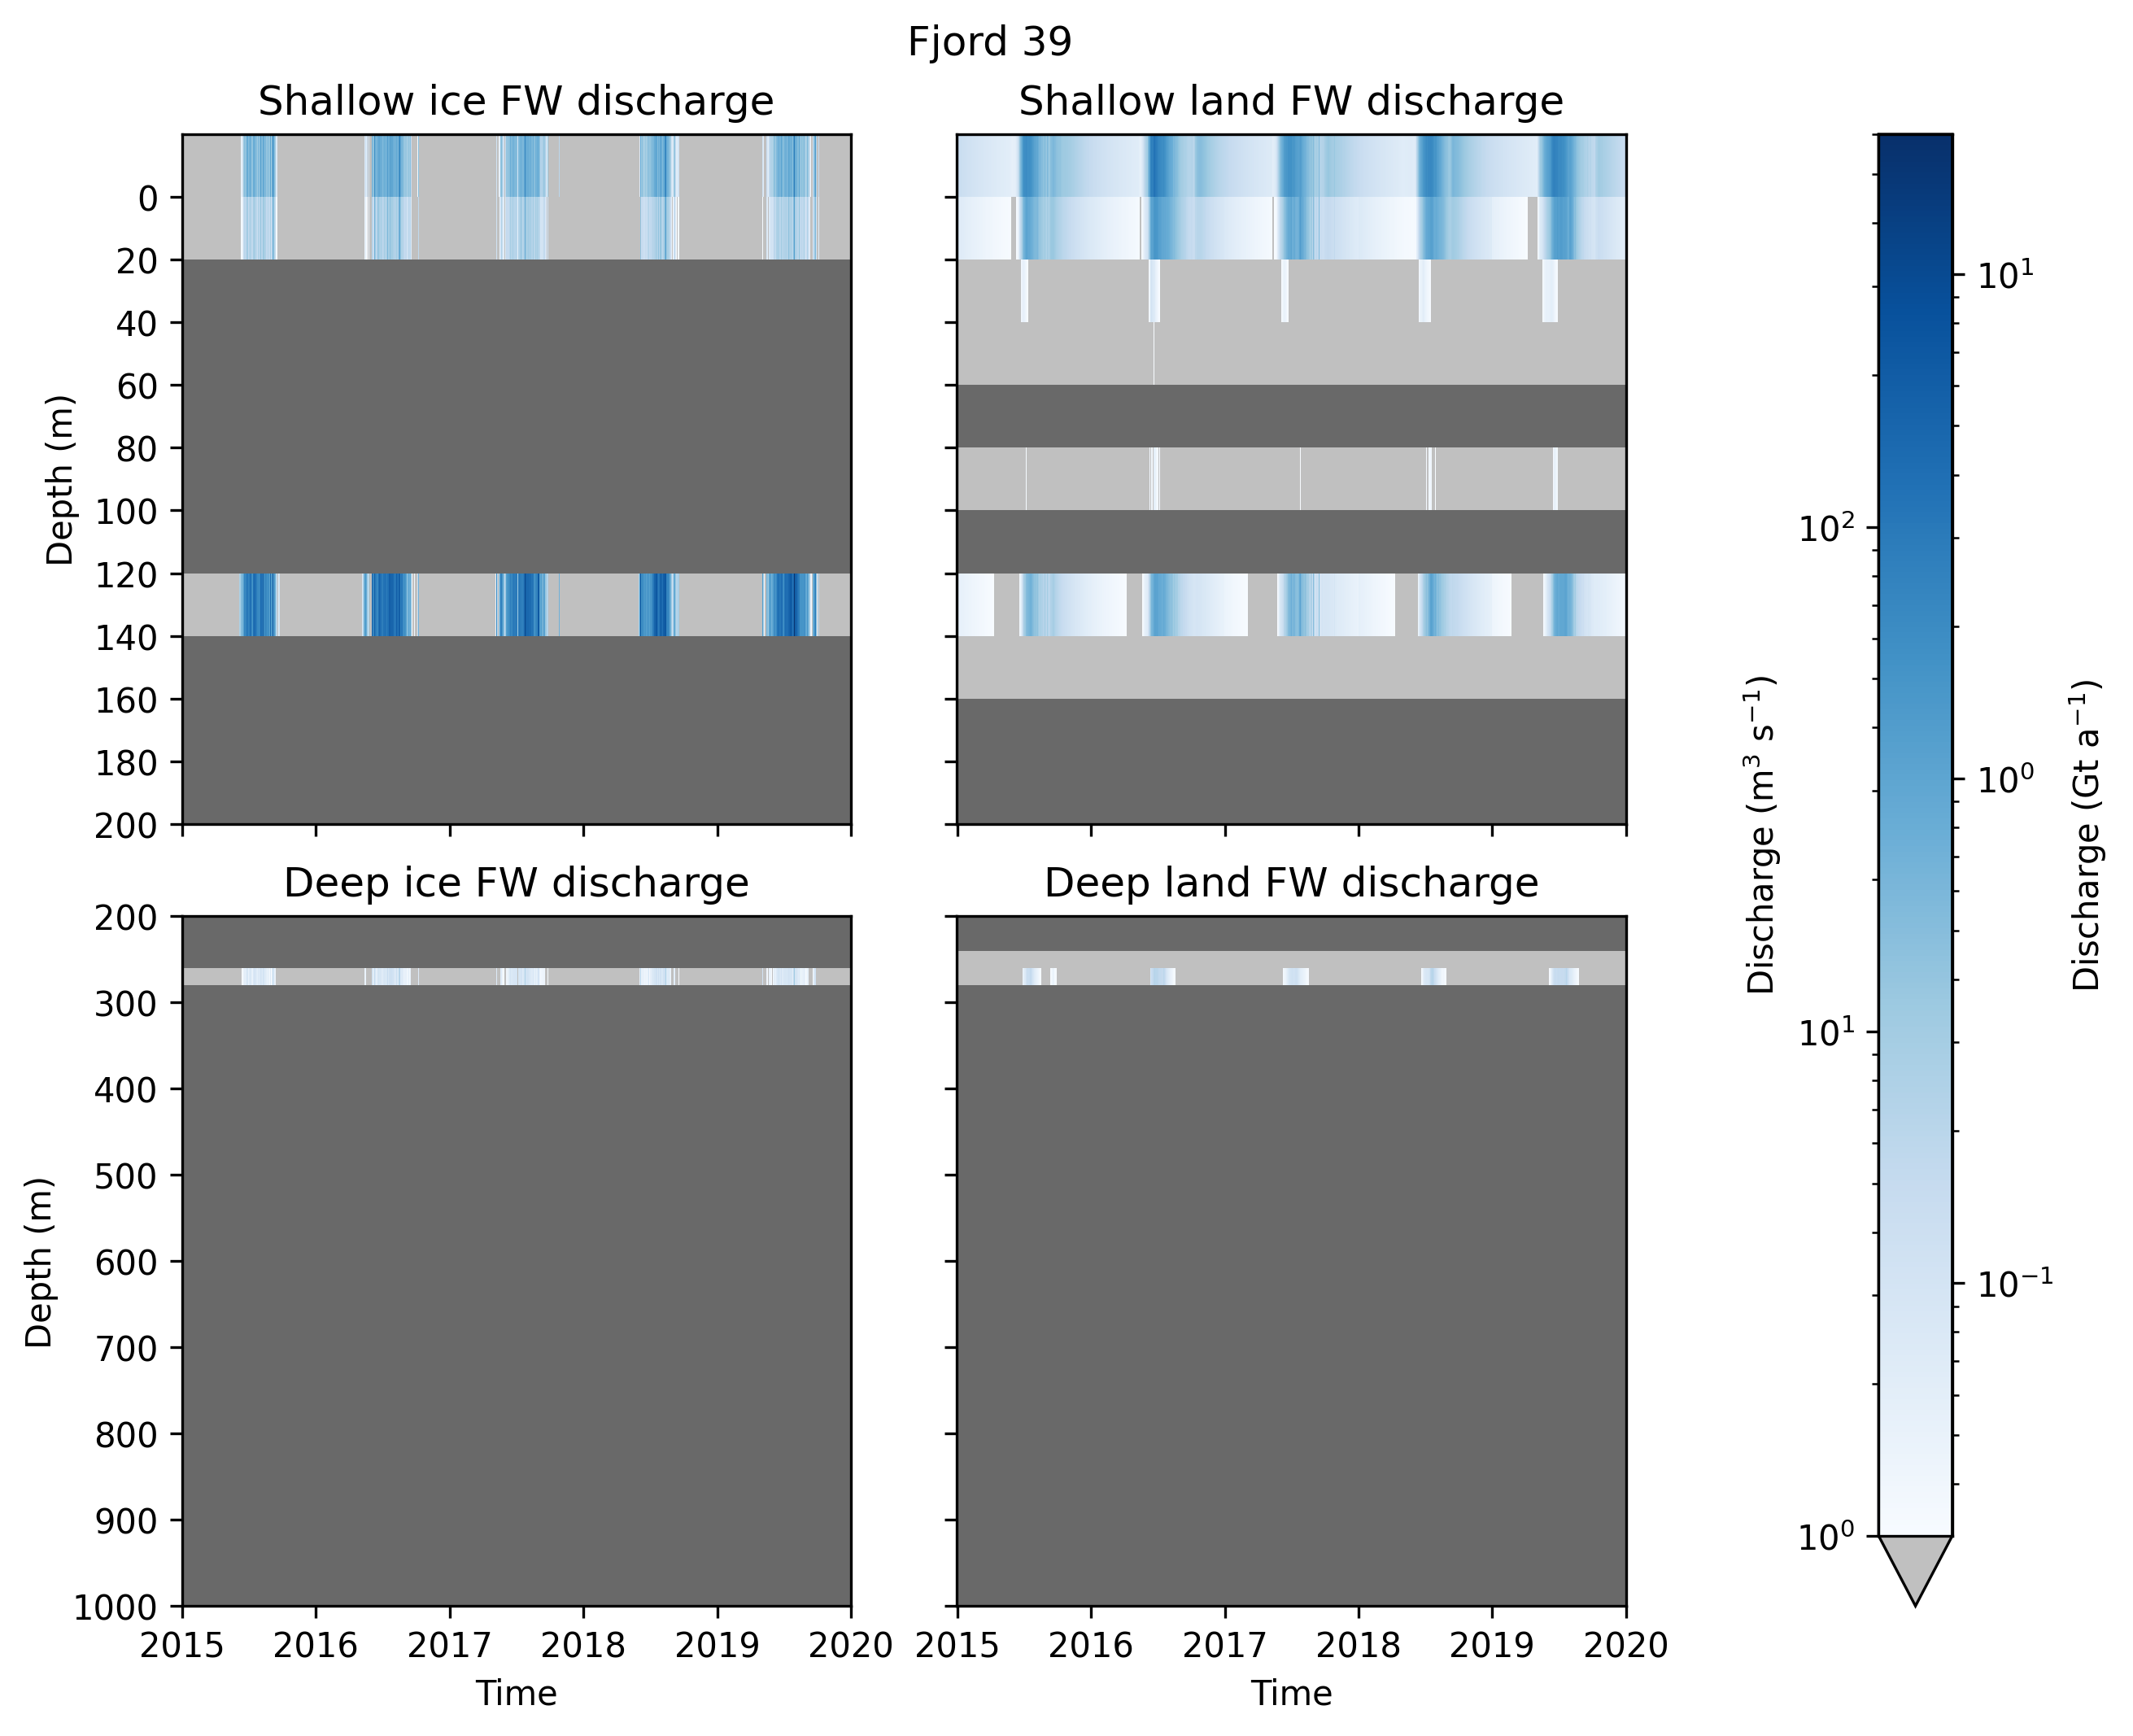 Fjord 39
Shallow ice FW discharge
Shallow land FW discharge
Depth (m)
0
20
40
60
80
100
120
140
160
180
200
Deep ice FW discharge
Deep land FW discharge
Depth (m)
200
300
400
500
600
700
800
900
1000
2015 2016 2017 2018 2019 2020
2015 2016 2017 2018 2019 2020
Time
Time
Discharge (m³ s⁻¹)
10²
10¹
10⁰
10¹
10⁰
10⁻¹
Discharge (Gt a⁻¹)